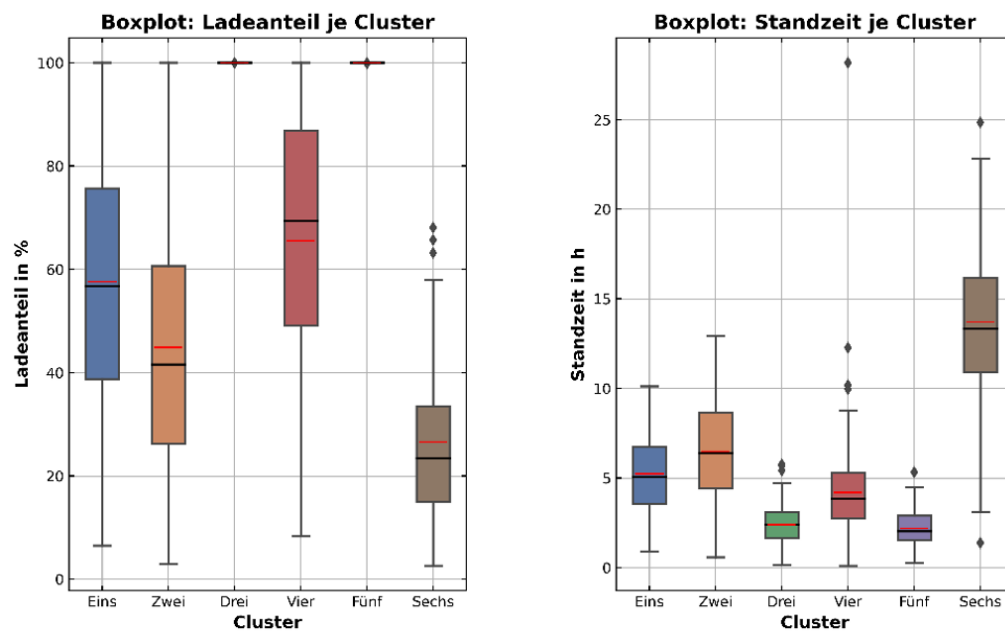 Boxplot: Ladeanteil je Cluster
Ladeanteil in %
100
80
60
40
20
0
Eins Zwei Drei Vier Fünf Sechs
Cluster
Boxplot: Standzeit je Cluster
Standzeit in h
25
20
15
10
5
0
Eins Zwei Drei Vier Fünf Sechs
Cluster